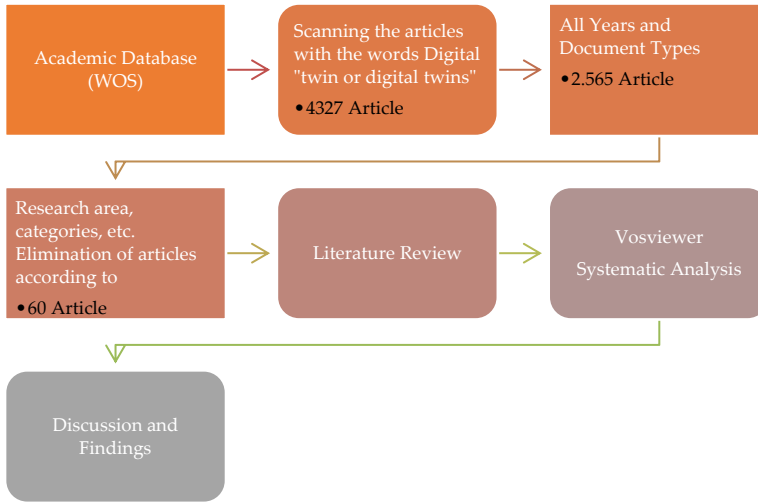 Academic Database
(WOS)
Scanning the articles
with the words Digital
"twin or digital twins"
•4327 Article
All Years and
Document Types
•2.565 Article
Research area,
categories, etc.
Elimination of articles
according to
•60 Article
Literature Review
Vosviewer
Systematic Analysis
Discussion and
Findings